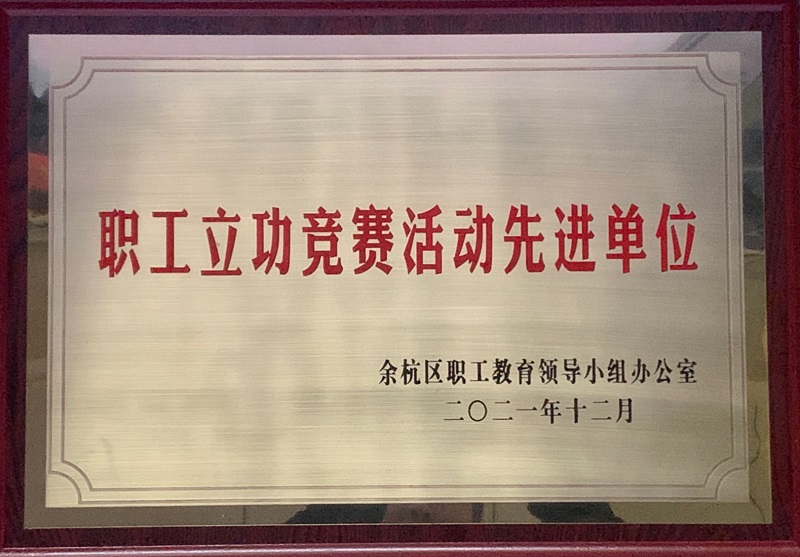 职工立功竞赛活动先进单位
余杭区职工教育领导小组办公室
二〇二一年十二月